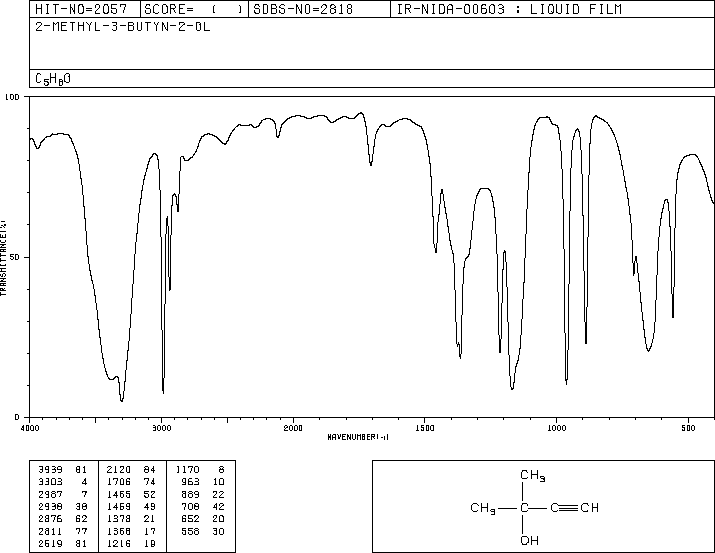 HIT-NO=2057 SCORE= ( ) SDBS-NO=2818 IR-NIDA-00603 : LIQUID FILM
2-METHYL-3-BUTYN-2-OL
C5H8O
100
50
0
TRANSMITTANCE(%)
4000 3000 2000 1500 1000 500
3939 81 2120 84 1170 8
3303 4 1706 74 963 10
2987 7 1465 52 889 22
2938 38 1459 49 708 42
2876 62 1378 21 652 20
2811 77 1368 17 558 30
2519 81 1216 19
CH3
CH3 C C CH
OH